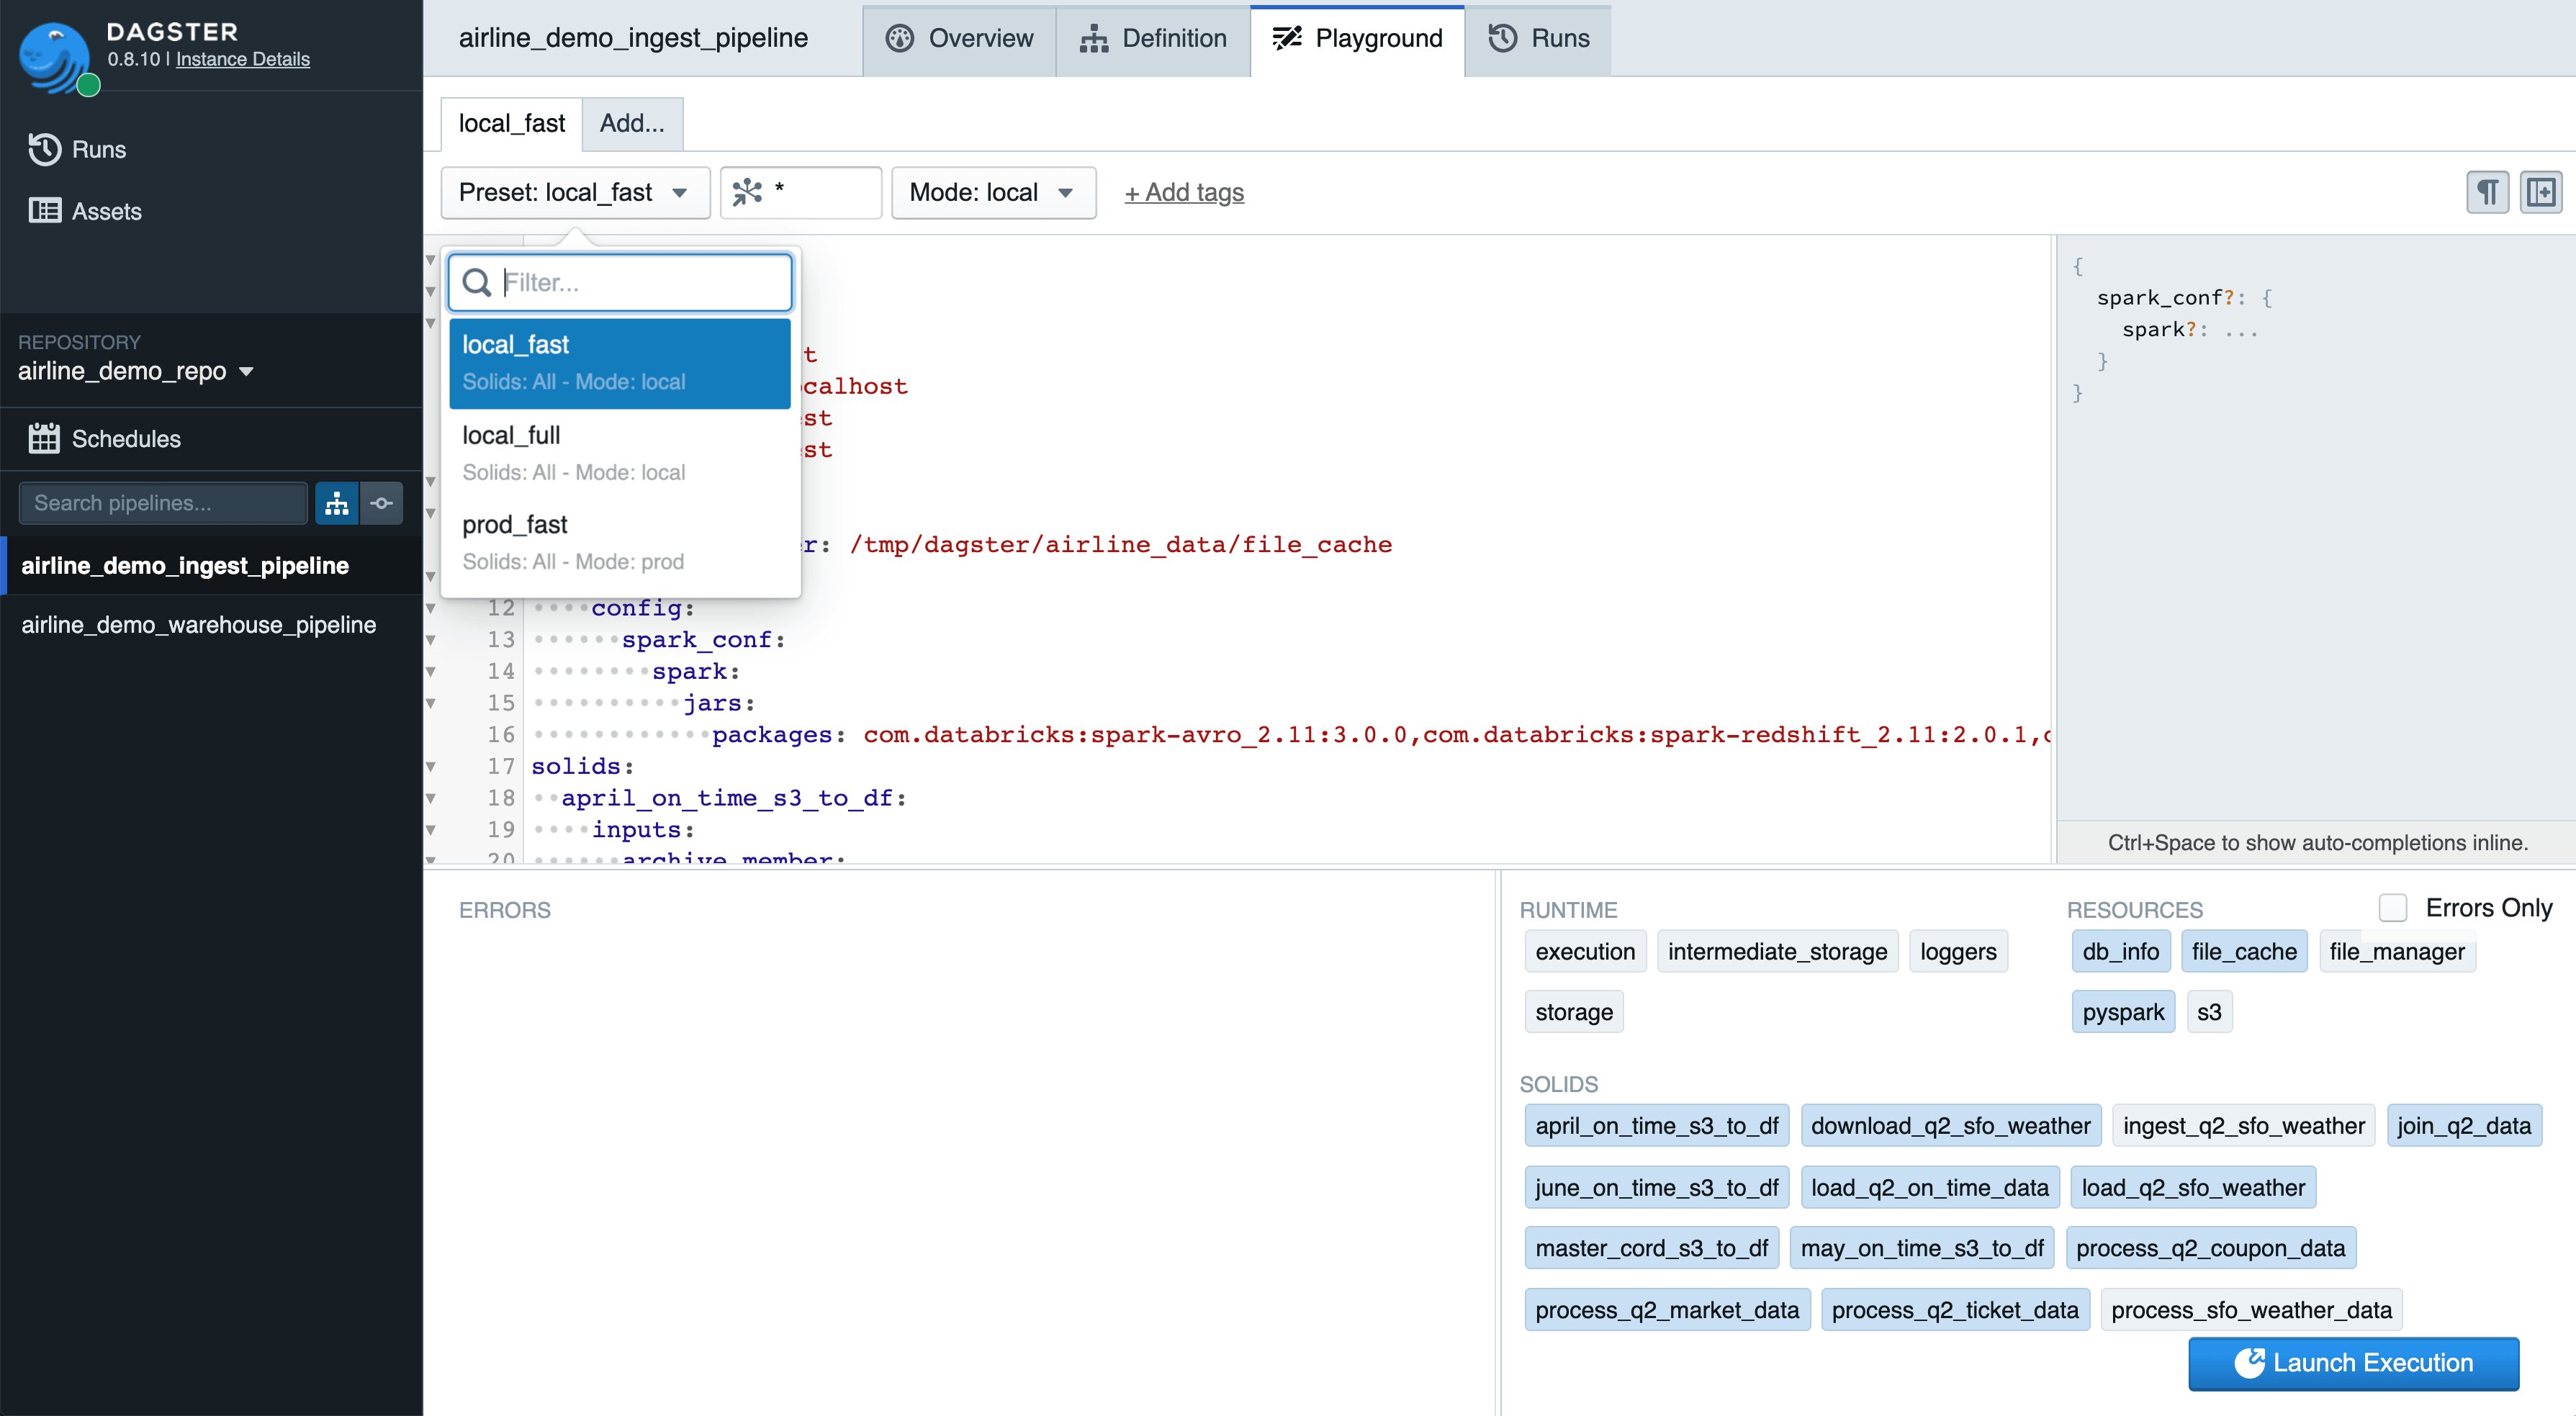 DAGSTER
0.8.10 | Instance Details
Runs
Assets
REPOSITORY
airline_demo_repo
Schedules
Search pipelines...
airline_demo_ingest_pipeline
airline_demo_warehouse_pipeline
airline_demo_ingest_pipeline
Overview
Definition
Playground
Runs
local_fast
Add...
Preset: local_fast
*
Mode: local
+ Add tags
Filter...
local_fast
Solids: All - Mode: local
local_full
Solids: All - Mode: local
prod_fast
Solids: All - Mode: prod
t
calhost
st
st
r: /tmp/dagster/airline_data/file_cache
12 config:
13 spark_conf:
14 spark:
15 jars:
16 packages: com.databricks:spark-avro_2.11:3.0.0,com.databricks:spark-redshift_2.11:2.0.1,c
17 solids:
18 april_on_time_s3_to_df:
19 inputs:
20 archive_member:
{
spark_conf?: {
spark?: ...
}
}
Ctrl+Space to show auto-completions inline.
ERRORS
RUNTIME
execution intermediate_storage loggers
storage
RESOURCES
Errors Only
db_info file_cache file_manager
pyspark s3
SOLIDS
april_on_time_s3_to_df download_q2_sfo_weather ingest_q2_sfo_weather join_q2_data
june_on_time_s3_to_df load_q2_on_time_data load_q2_sfo_weather
master_cord_s3_to_df may_on_time_s3_to_df process_q2_coupon_data
process_q2_market_data process_q2_ticket_data process_sfo_weather_data
Launch Execution